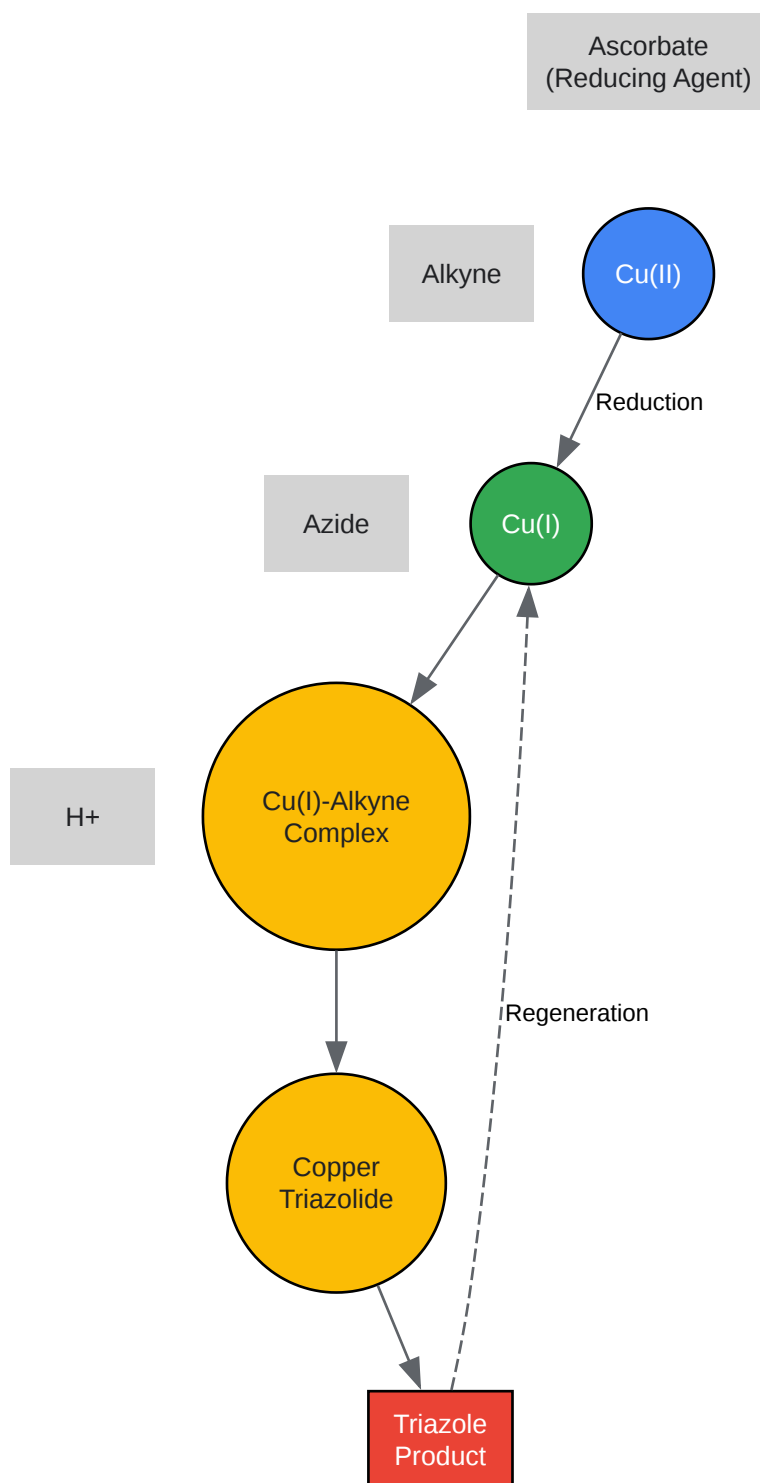 Ascorbate
(Reducing Agent)
Alkyne
Cu(II)
Reduction
Azide
Cu(I)
Cu(I)-Alkyne
Complex
H+
Regeneration
Copper
Triazolide
Triazole
Product